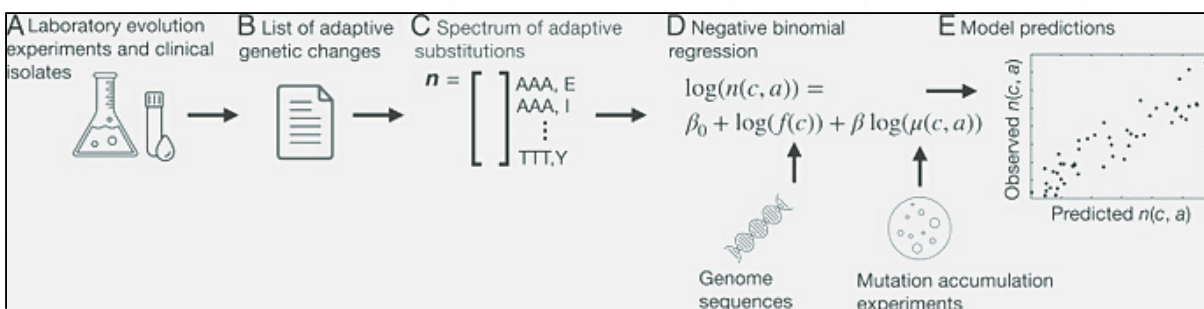 A Laboratory evolution
experiments and clinical
isolates
B List of adaptive
genetic changes
C Spectrum of adaptive
substitutions
n =
AAA, E
AAA, I
⋮
TTT,Y
D Negative binomial
regression
log(n(c, a)) =
β0 + log(f(c)) + β log(μ(c, a))
Genome
sequences
Mutation accumulation
experiments
E Model predictions
Observed n(c, a)
Predicted n(c, a)